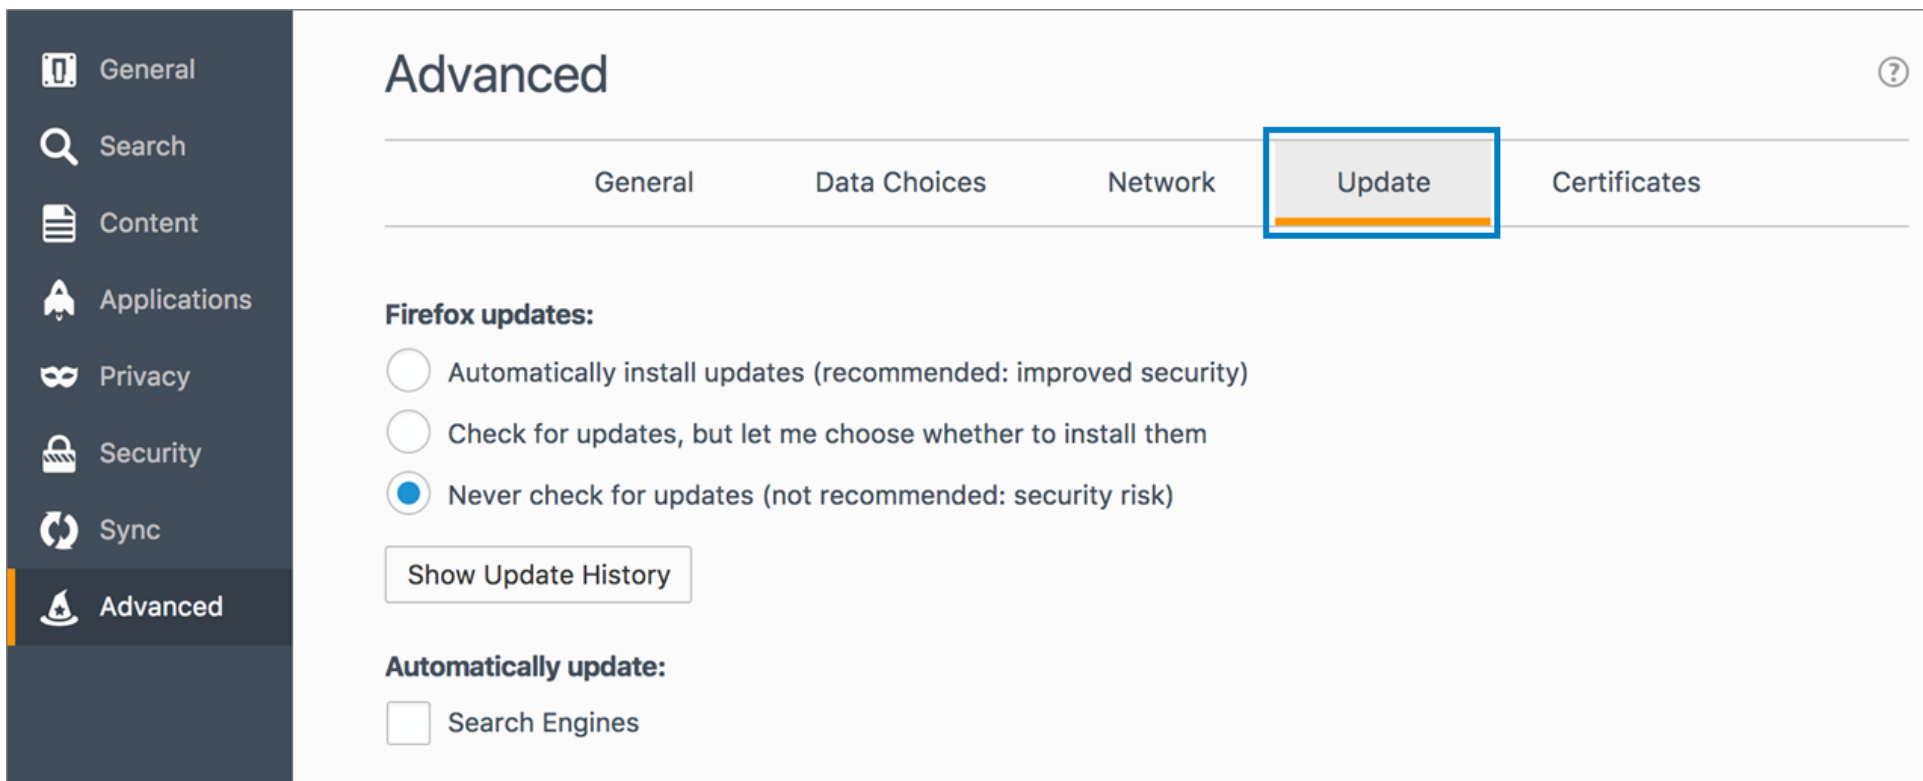 General
Search
Content
Applications
Privacy
Security
Sync
Advanced
Advanced
?
General Data Choices Network Update Certificates
Firefox updates:
Automatically install updates (recommended: improved security)
Check for updates, but let me choose whether to install them
Never check for updates (not recommended: security risk)
Show Update History
Automatically update:
Search Engines